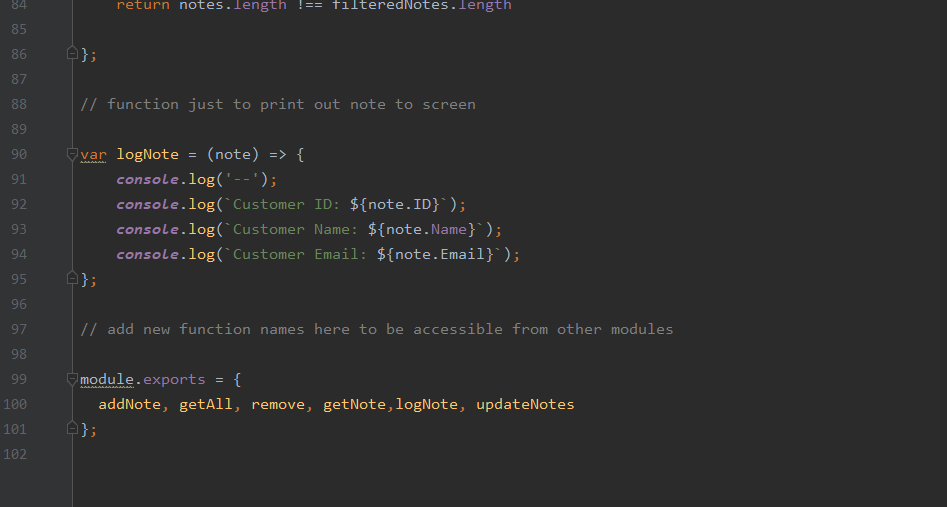 84 return notes.length !== filteredNotes.length
85
86 };
87
88 // function just to print out note to screen
89
90 var logNote = (note) => {
91 console.log('--');
92 console.log(`Customer ID: ${note.ID}`);
93 console.log(`Customer Name: ${note.Name}`);
94 console.log(`Customer Email: ${note.Email}`);
95 };
96
97 // add new function names here to be accessible from other modules
98
99 module.exports = {
100 addNote, getAll, remove, getNote,logNote, updateNotes
101 };
102